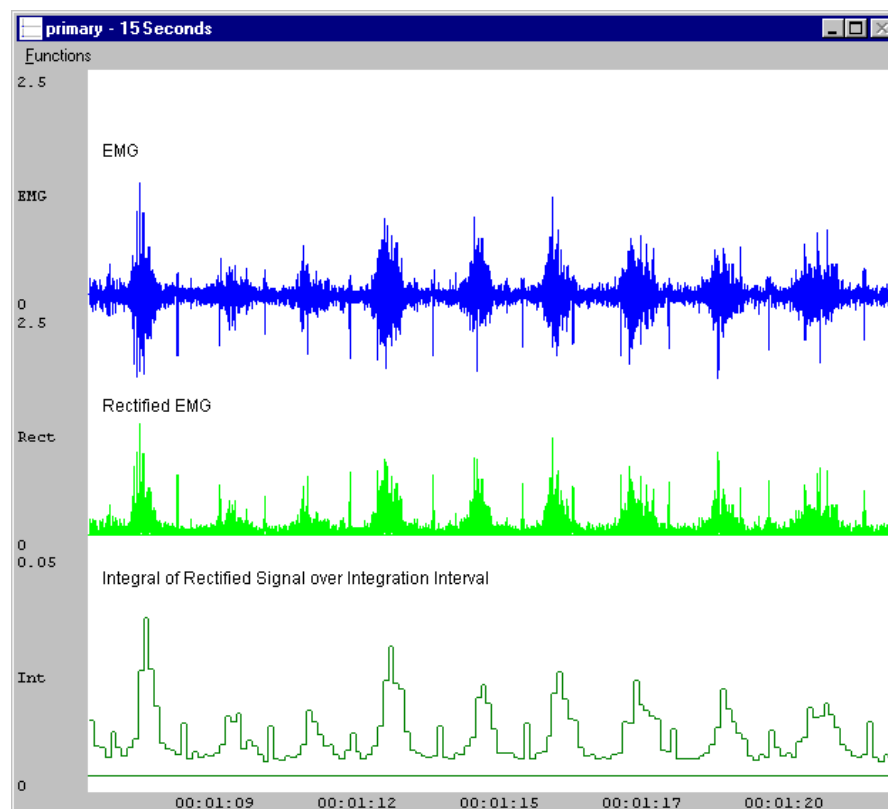 primary - 15 Seconds
Functions
2.5
EMG
EMG
0
2.5
Rectified EMG
Rect
0
0.05
Integral of Rectified Signal over Integration Interval
Int
0
00:01:09 00:01:12 00:01:15 00:01:17 00:01:20